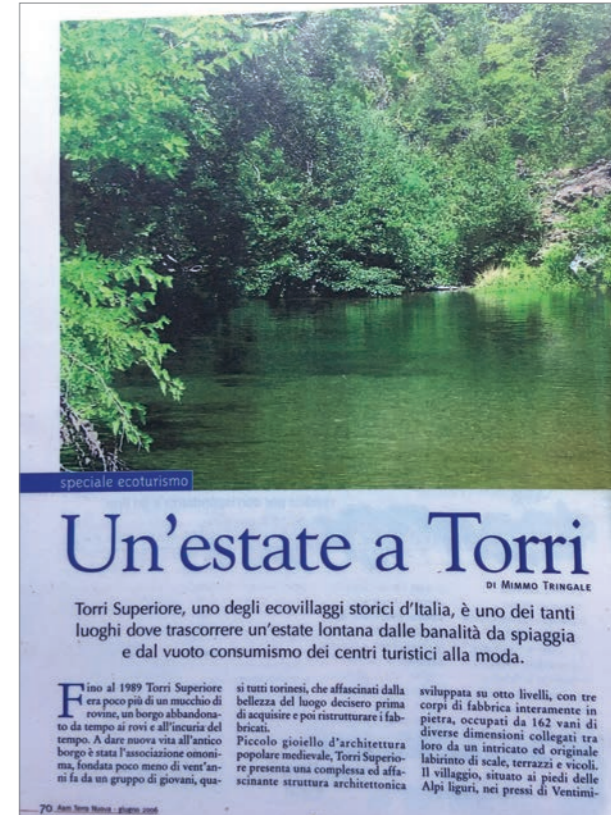 speciale ecoturismo
Un'estate a Torri
DI MIMMO TRINGALE
Torri Superiore, uno degli ecovillaggi storici d'Italia, è uno dei tanti
luoghi dove trascorrere un'estate lontana dalle banalità da spiaggia
e dal vuoto consumismo dei centri turistici alla moda.
Fino al 1989 Torri Superiore
era poco più di un mucchio di
rovine, un borgo abbandona-
to da tempo ai rovi e all'incuria del
tempo. A dare nuova vita all'antico
borgo è stata l'associazione omoni-
ma, fondata poco meno di vent'an-
ni fa da un gruppo di giovani, qua-
si tutti torinesi, che affascinati dalla
bellezza del luogo decisero prima
di acquisire e poi ristrutturare i fab-
bricati.
Piccolo gioiello d'architettura
popolare medievale, Torri Superio-
re presenta una complessa ed affa-
scinante struttura architettonica
sviluppata su otto livelli, con tre
corpi di fabbrica interamente in
pietra, occupati da 162 vani di
diverse dimensioni collegati tra
loro da un intricato ed originale
labirinto di scale, terrazzi e vicoli.
Il villaggio, situato ai piedi delle
Alpi liguri, nei pressi di Ventimi-
70 Aam Terra Nuova - giugno 2006